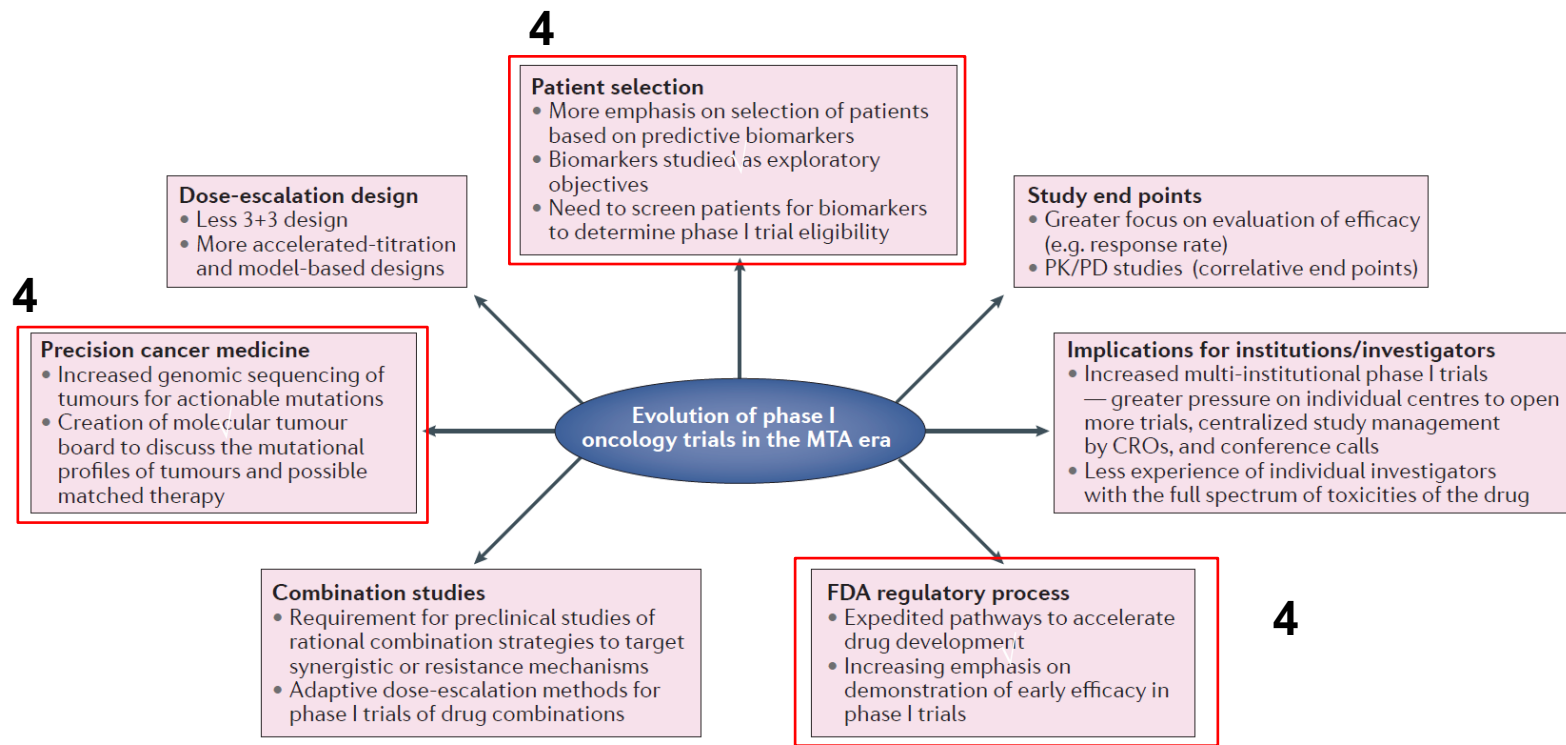 4
Patient selection
• More emphasis on selection of patients
based on predictive biomarkers
• Biomarkers studied as exploratory
objectives
• Need to screen patients for biomarkers
to determine phase I trial eligibility
Dose-escalation design
• Less 3+3 design
• More accelerated-titration
and model-based designs
Study end points
• Greater focus on evaluation of efficacy
(e.g. response rate)
• PK/PD studies (correlative end points)
4
Precision cancer medicine
• Increased genomic sequencing of
tumours for actionable mutations
• Creation of molecular tumour
board to discuss the mutational
profiles of tumours and possible
matched therapy
Evolution of phase I
oncology trials in the MTA era
Implications for institutions/investigators
• Increased multi-institutional phase I trials
— greater pressure on individual centres to open
more trials, centralized study management
by CROs, and conference calls
• Less experience of individual investigators
with the full spectrum of toxicities of the drug
Combination studies
• Requirement for preclinical studies of
rational combination strategies to target
synergistic or resistance mechanisms
• Adaptive dose-escalation methods for
phase I trials of drug combinations
FDA regulatory process
• Expedited pathways to accelerate
drug development
• Increasing emphasis on
demonstration of early efficacy in
phase I trials
4